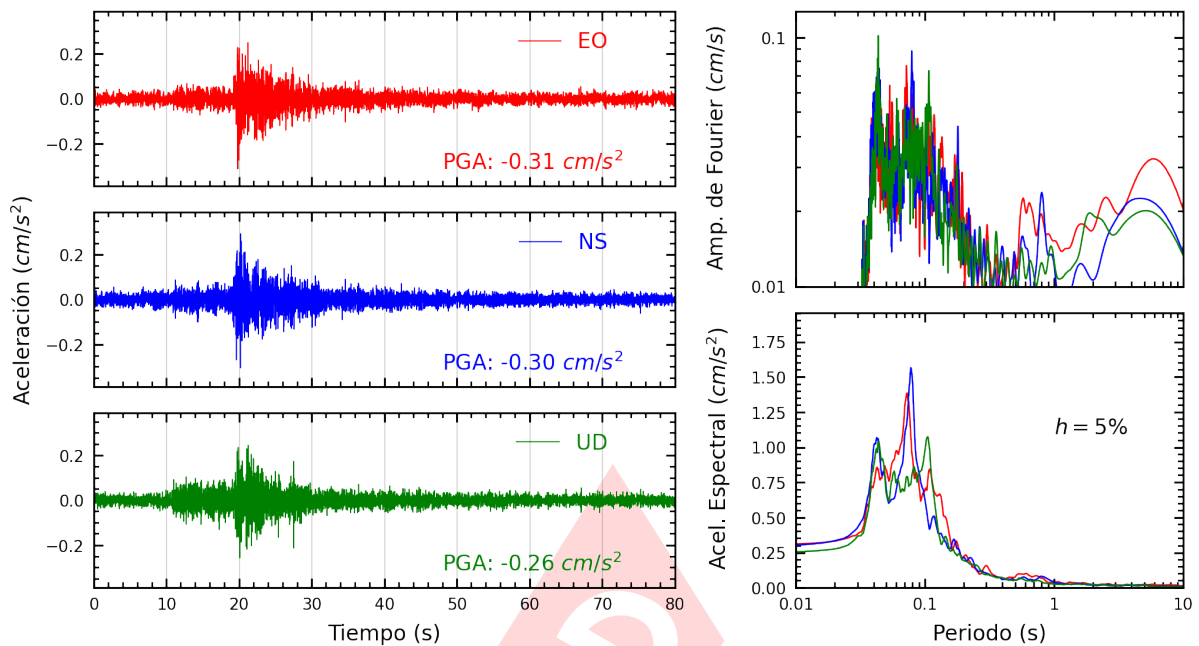 Aceleración (cm/s²)
0.2
0.0
−0.2
EO
PGA: -0.31 cm/s²
0.2
0.0
−0.2
NS
PGA: -0.30 cm/s²
0.2
0.0
−0.2
UD
PGA: -0.26 cm/s²
0 10 20 30 40 50 60 70 80
Tiempo (s)
Amp. de Fourier (cm/s)
0.1
0.01
Acel. Espectral (cm/s²)
1.75
1.50
1.25
1.00
0.75
0.50
0.25
0.00
h = 5%
0.01 0.1 1 10
Periodo (s)